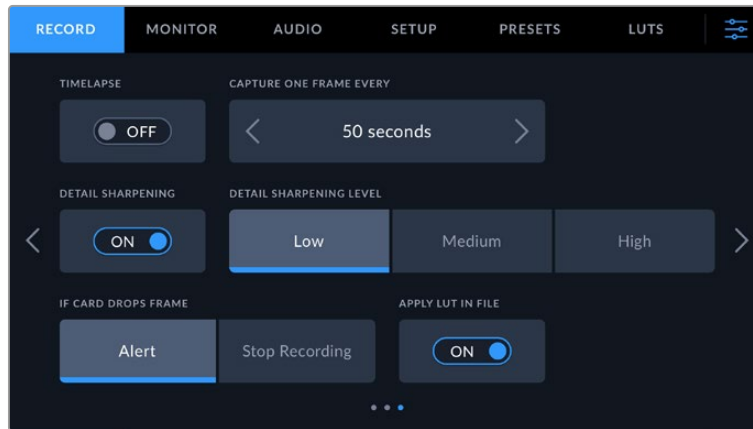 RECORD MONITOR AUDIO SETUP PRESETS LUTS
TIMELAPSE CAPTURE ONE FRAME EVERY
OFF 50 seconds
DETAIL SHARPENING DETAIL SHARPENING LEVEL
ON Low Medium High
IF CARD DROPS FRAME APPLY LUT IN FILE
Alert Stop Recording ON